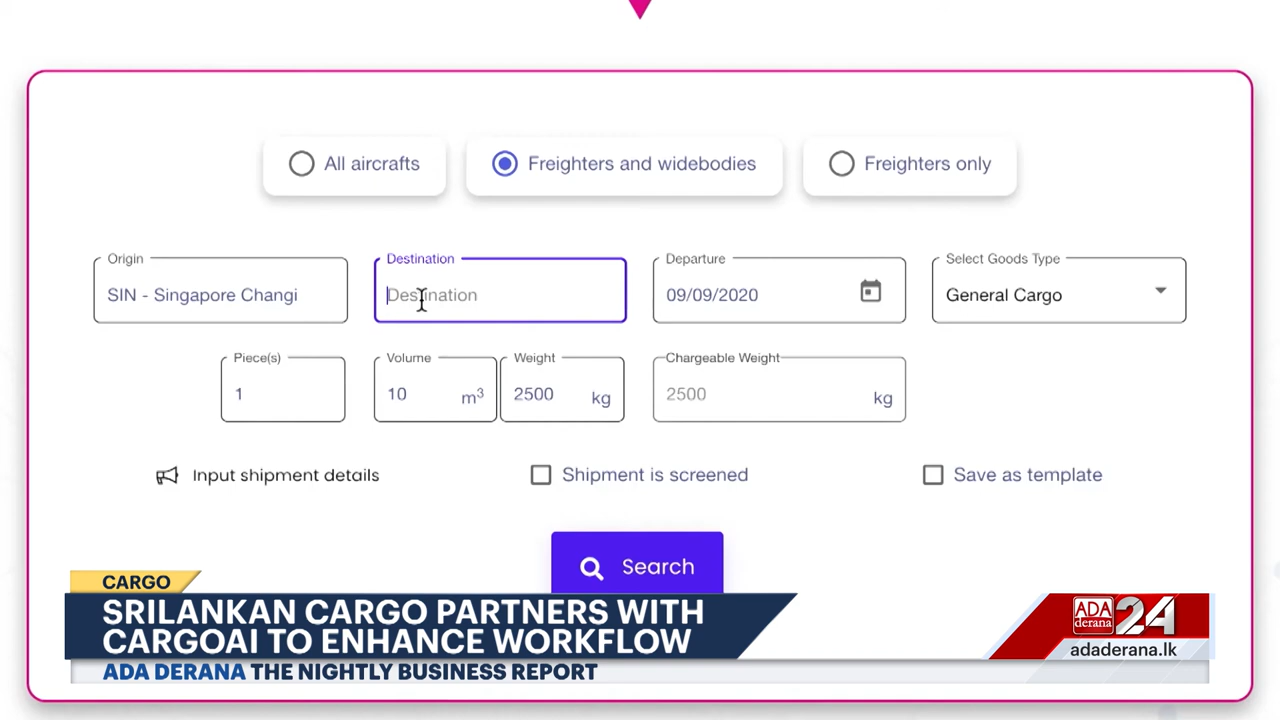 All aircrafts
Freighters and widebodies
Freighters only
Origin
SIN - Singapore Changi
Destination
Destination
Departure
09/09/2020
Select Goods Type
General Cargo
Piece(s)
1
Volume
10 m³
Weight
2500 kg
Chargeable Weight
2500 kg
Input shipment details
Shipment is screened
Save as template
Search
CARGO
SRILANKAN CARGO PARTNERS WITH
CARGOAI TO ENHANCE WORKFLOW
ADA DERANA THE NIGHTLY BUSINESS REPORT
ADA
derana
24
adaderana.lk